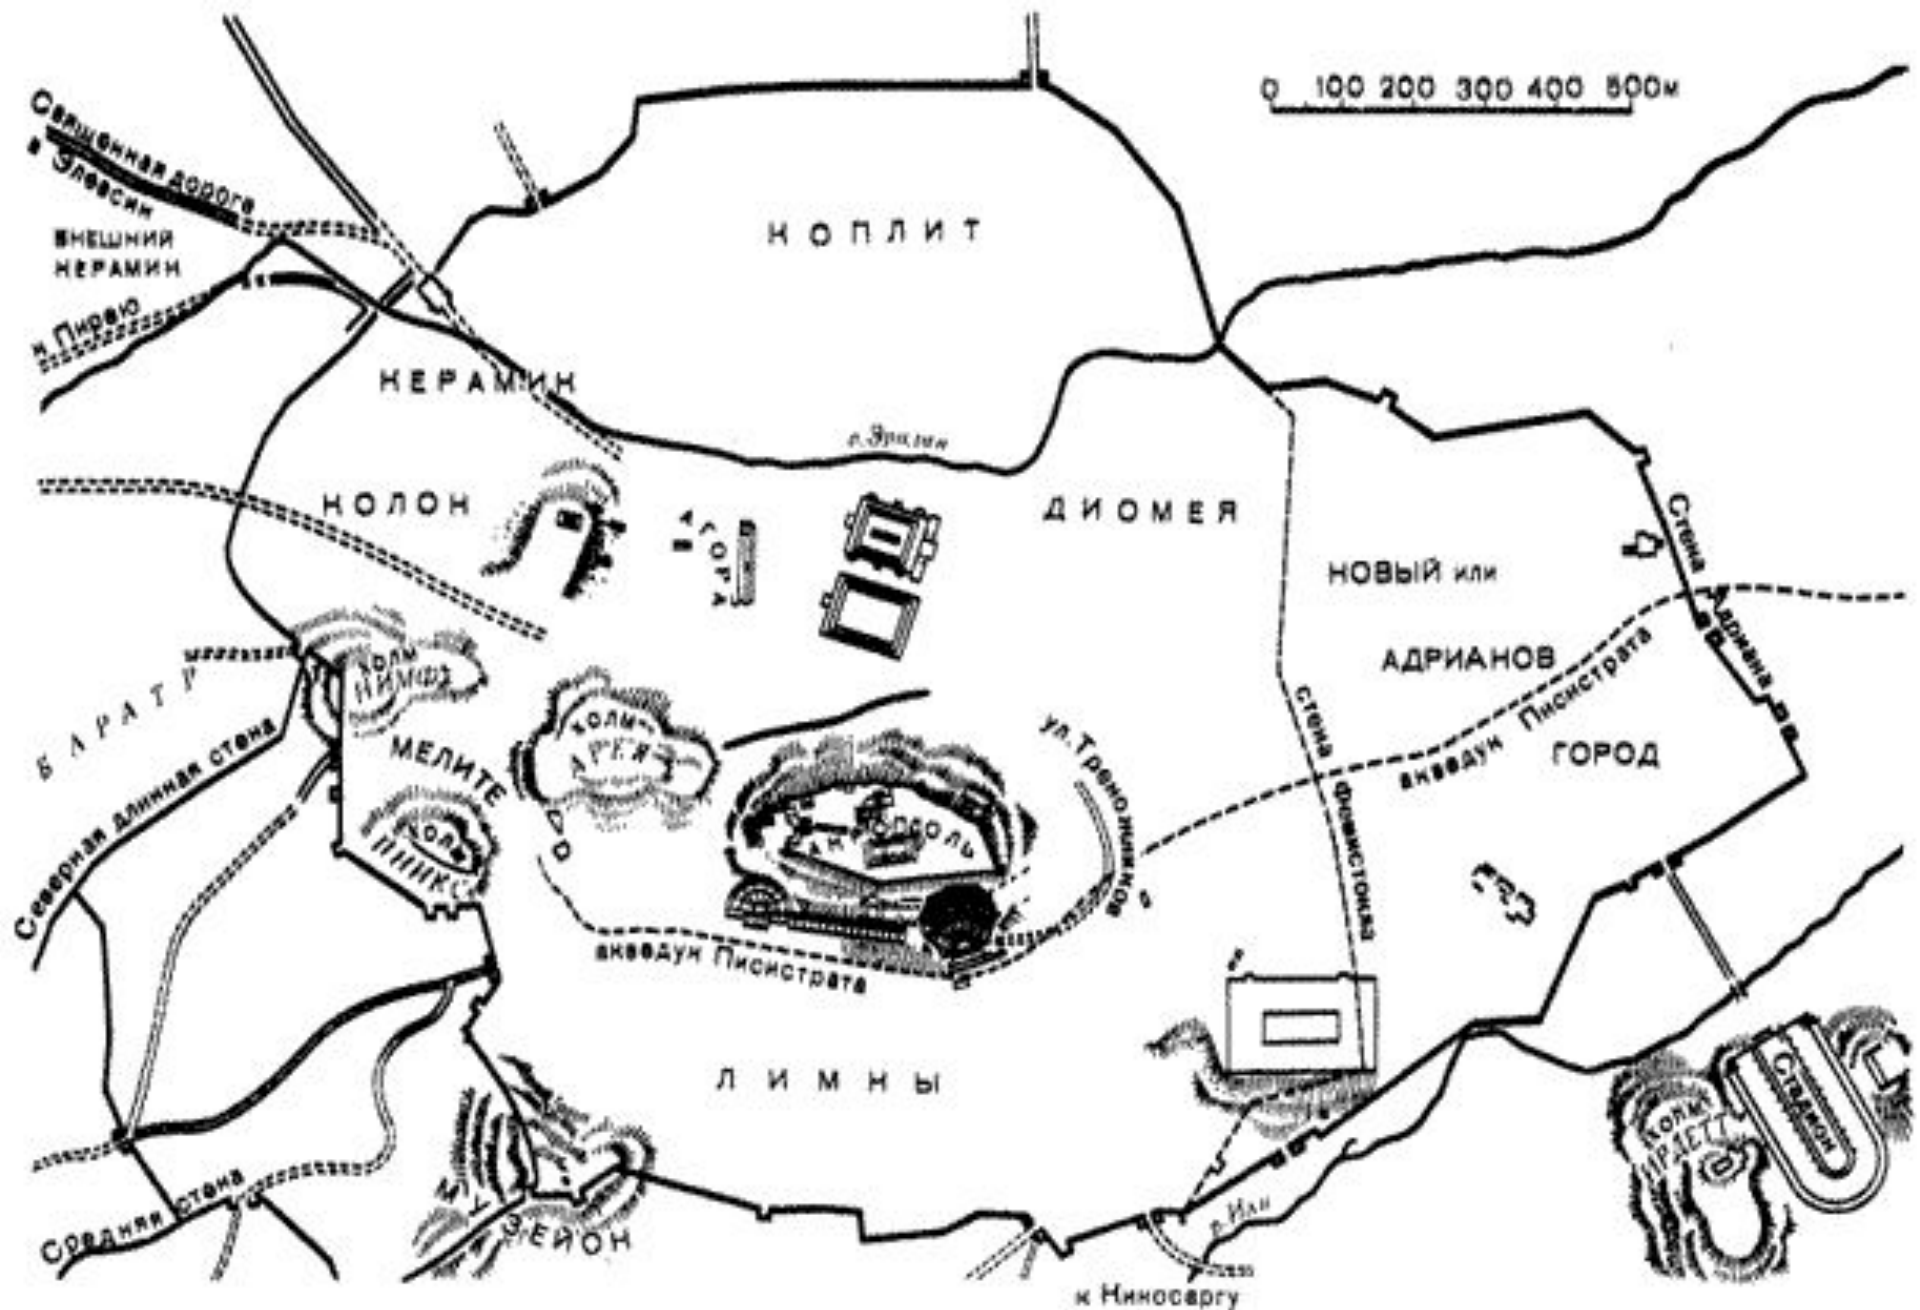 0 100 200 300 400 500м
Священная дорога
в Элевсин
ВНЕШНИЙ
КЕРАМИК
к Пирею
КОПЛИТ
КЕРАМИК
р. Эридан
КОЛОН
АГОРА
ДИОМЕЯ
НОВЫЙ или
АДРИАНОВ
ГОРОД
Стена Адриана
акведук Писистрата
стена Фемистокла
ул. Треножников
БАРАТР
ХОЛМ
НИМФ
МЕЛИТЕ
ХОЛМ
АРЕЯ
ХОЛМ
ПНИКС
АКРОПОЛЬ
Северная длинная стена
акведук Писистрата
ЛИМНЫ
Стадион
ХОЛМ
АРДЕТТ
МУЗЕЙОН
Средняя стена
р. Или
к Киносаргу